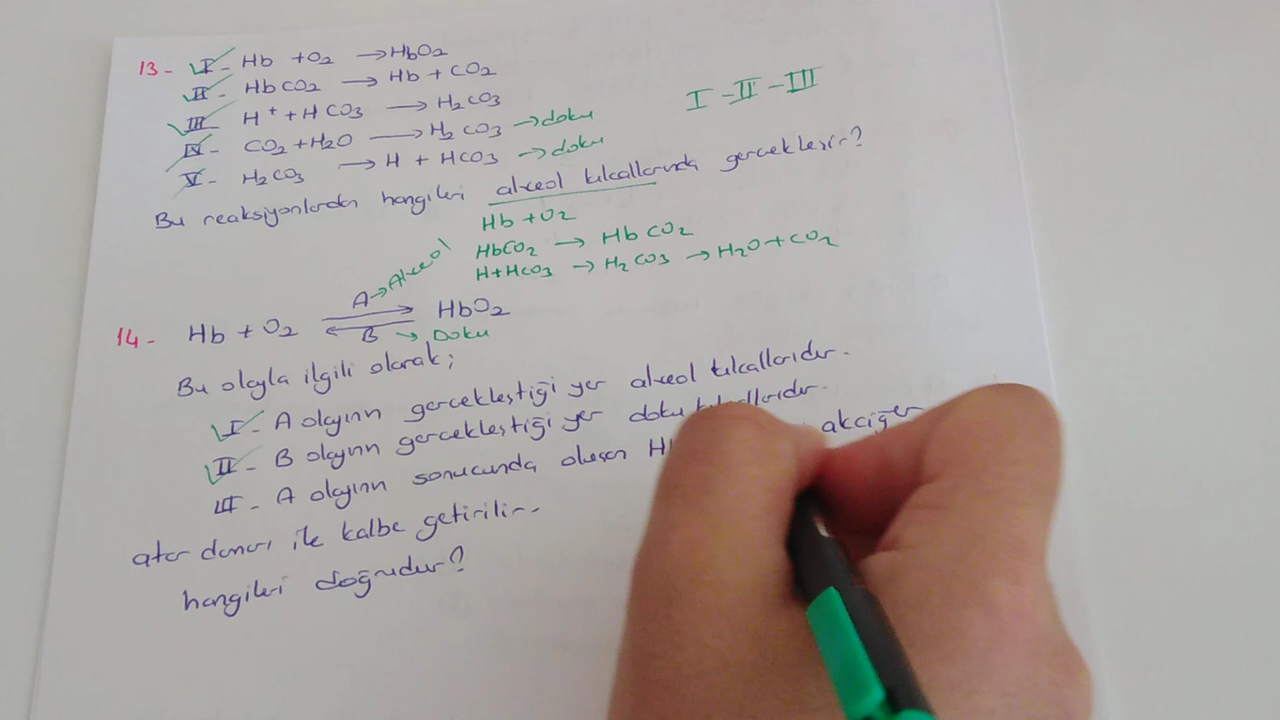 13- I- Hb + O2 → HbO2
II- HbCO2 → Hb + CO2
III- H+ + HCO3 → H2CO3
I - II - III
IV- CO2 + H2O → H2CO3 → doku
V- H2CO3 → H + HCO3 → doku
Bu reaksiyonlardan hangileri alveol kılcallarında gerçekleşir?
Hb + O2
HbCO2 → HbCO2
H+HCO3 → H2CO3 → H2O + CO2
A → Alveol
14- Hb + O2 ⇌ HbO2
B → Doku
Bu olayla ilgili olarak;
I- A olayının gerçekleştiği yer alveol kılcallarıdır.
II- B olayının gerçekleştiği yer doku kılcallarıdır.
III- A olayının sonucunda oluşan akciğer
atar damarı ile kalbe getirilir.
hangileri doğrudur?